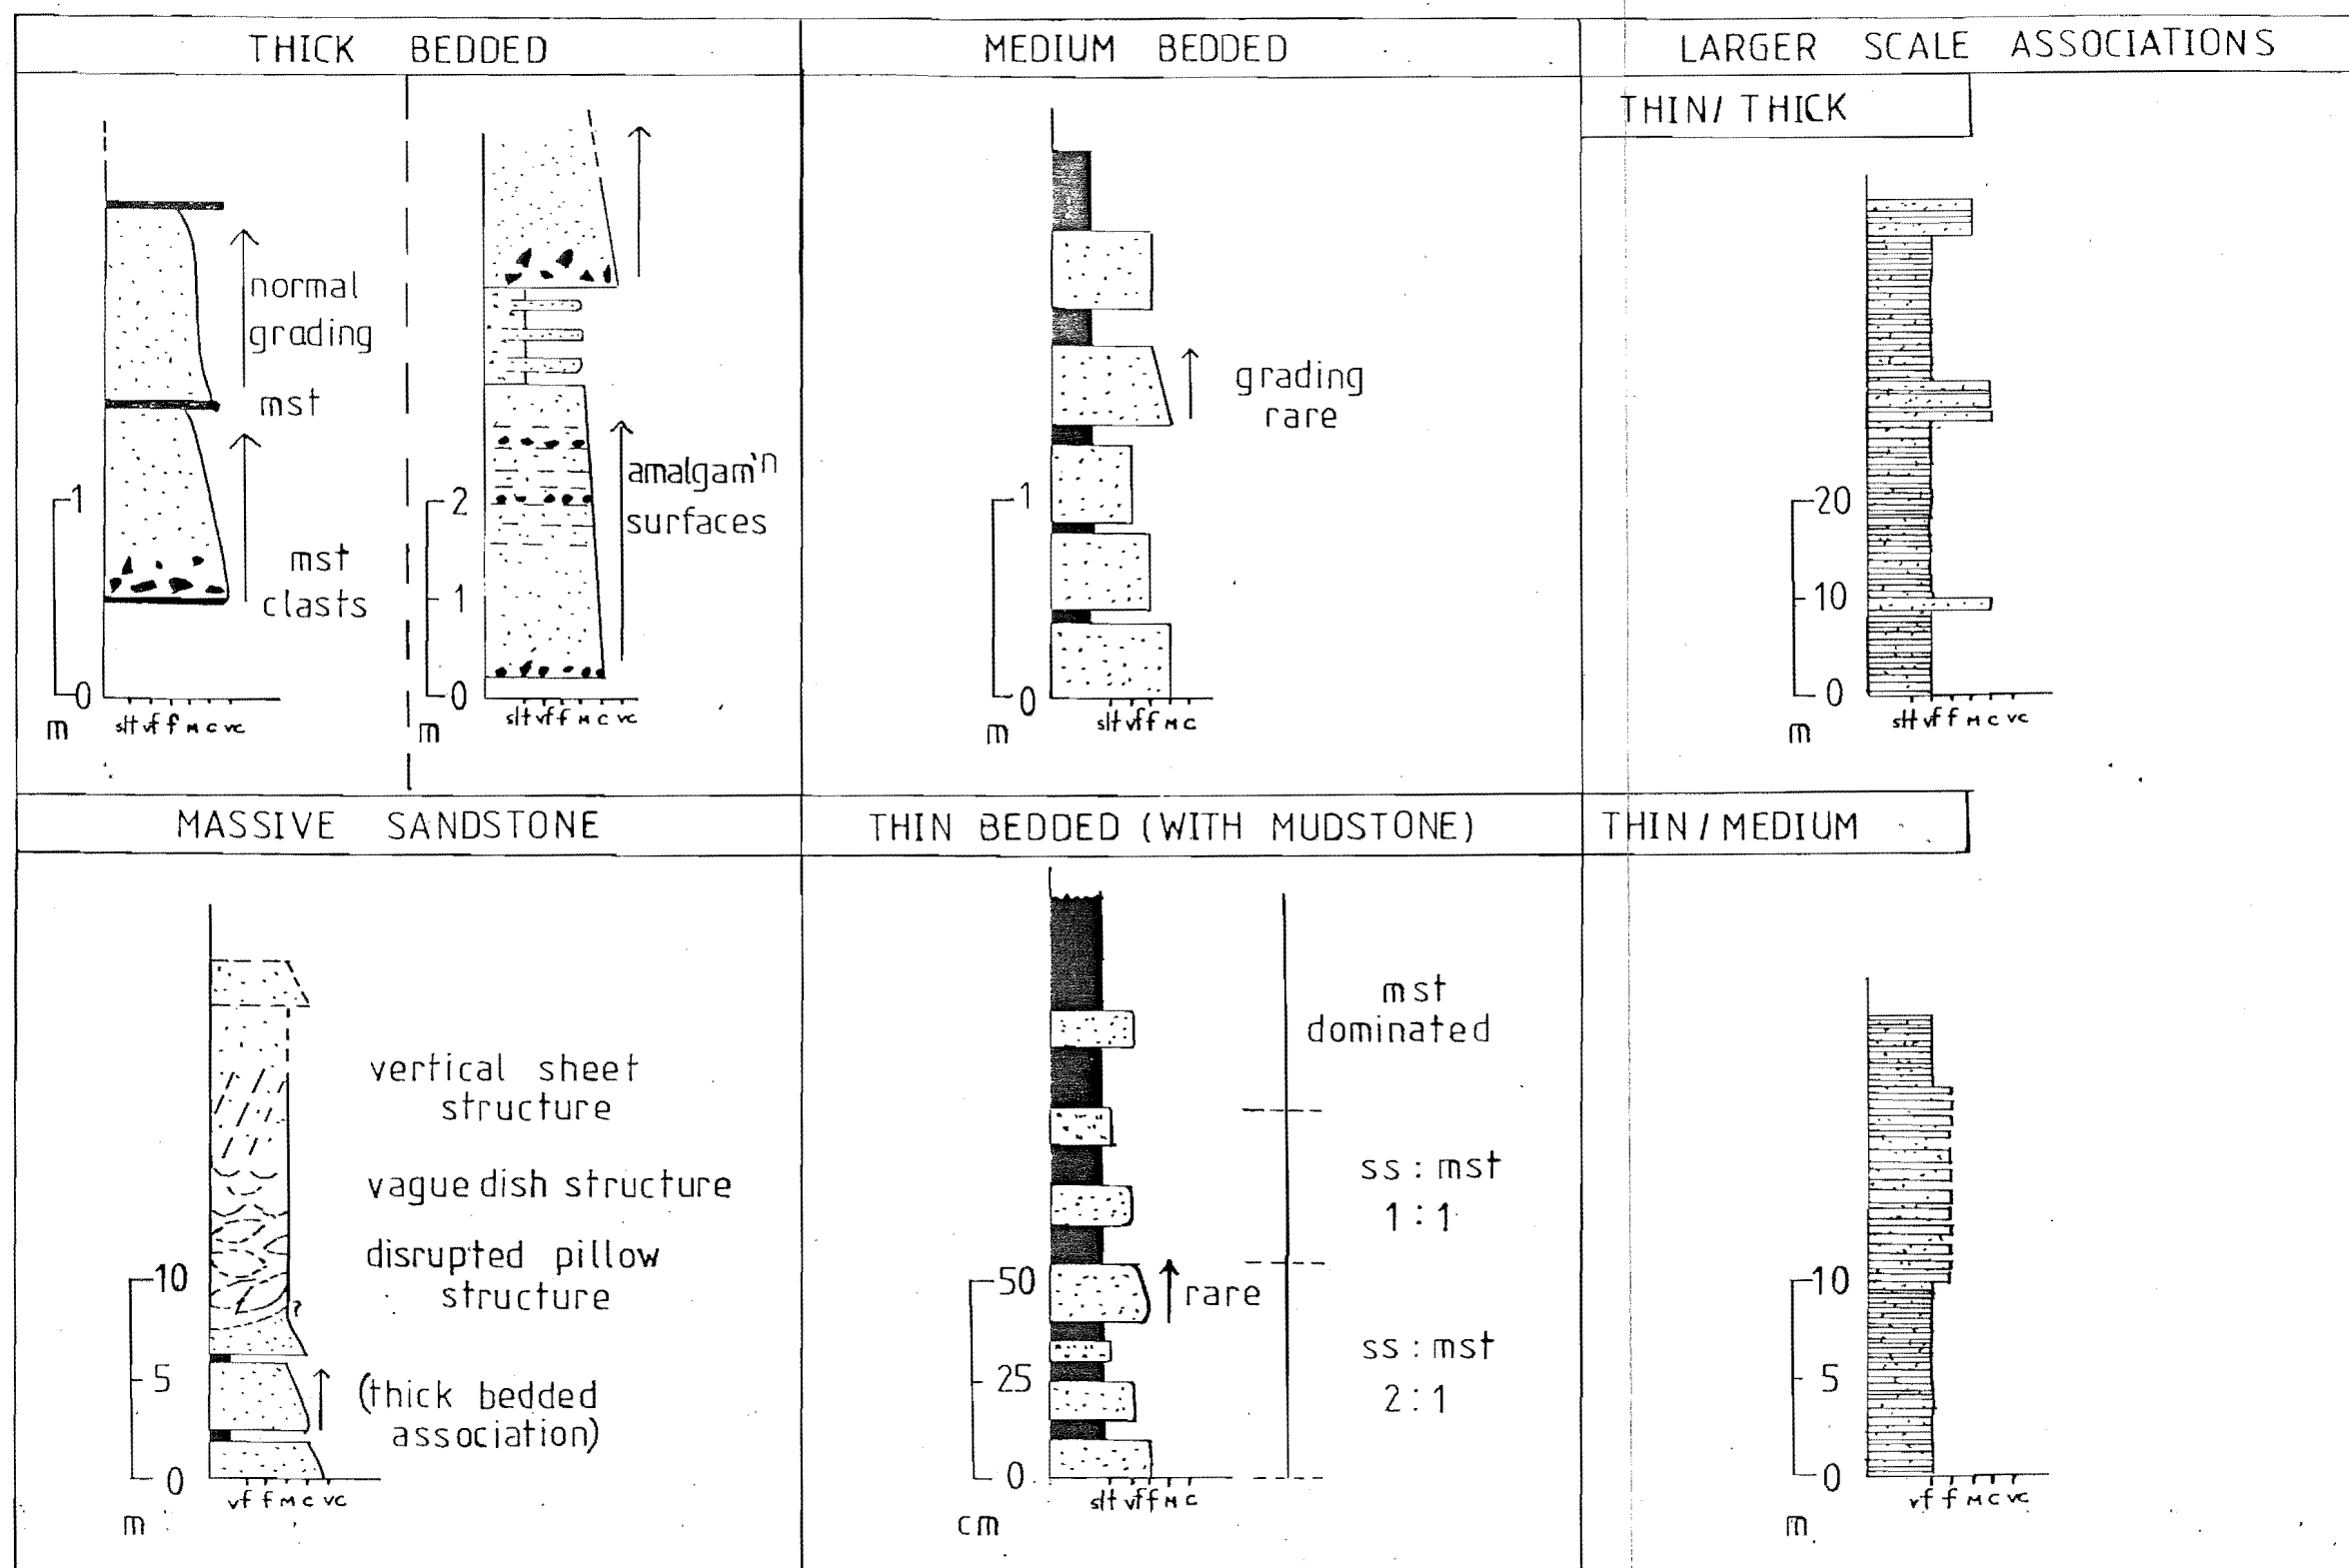 THICK BEDDED
MEDIUM BEDDED
LARGER SCALE ASSOCIATIONS
THIN/ THICK
normal
grading
mst
1
mst
clasts
0
m
slt vf f M C VC
amalgam'n
surfaces
2
1
0
m
slt vf f M C VC
grading
rare
1
0
m
slt vf f M C
20
10
0
m
slt vf f M C VC
MASSIVE SANDSTONE
THIN BEDDED (WITH MUDSTONE)
THIN / MEDIUM
vertical sheet
structure
vague dish structure
disrupted pillow
structure
?
(thick bedded
association)
10
5
0
m
vf f M C VC
mst
dominated
ss : mst
1 : 1
rare
ss : mst
2 : 1
50
25
0
cm
slt vf f M C
10
5
0
m
vf f M C VC